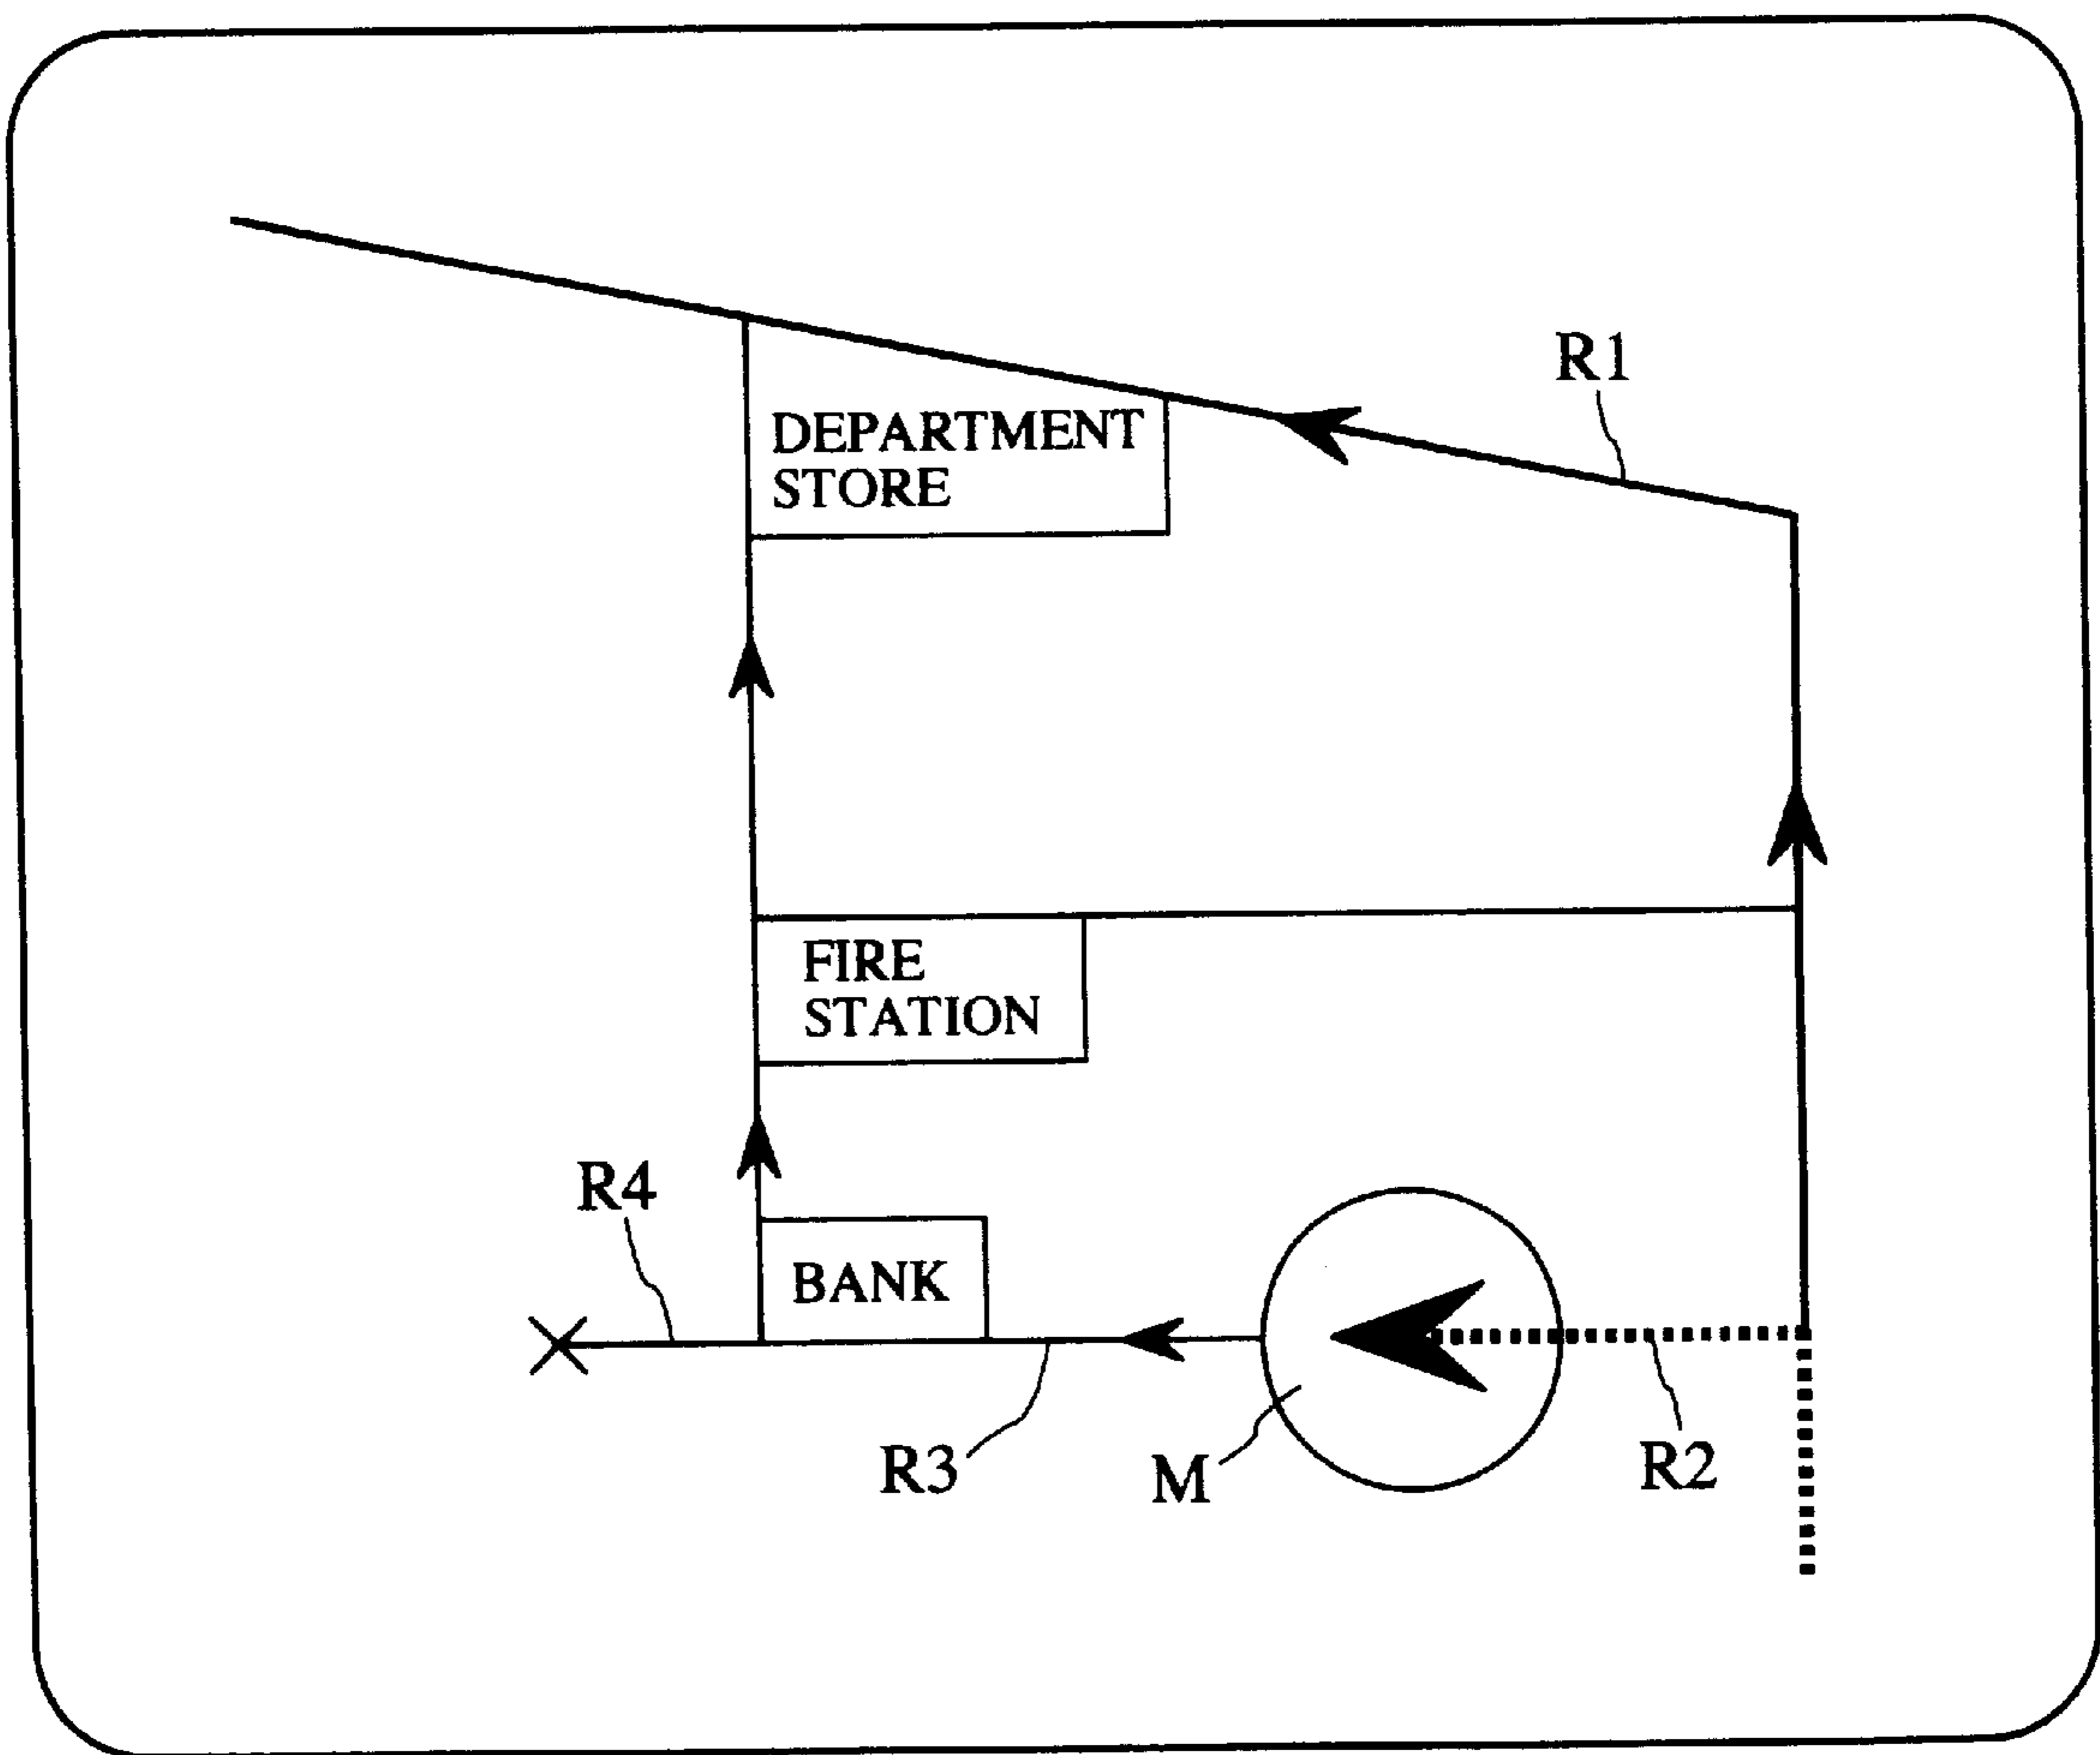 R1
DEPARTMENT
STORE
FIRE
STATION
R4
BANK
R3
M
R2